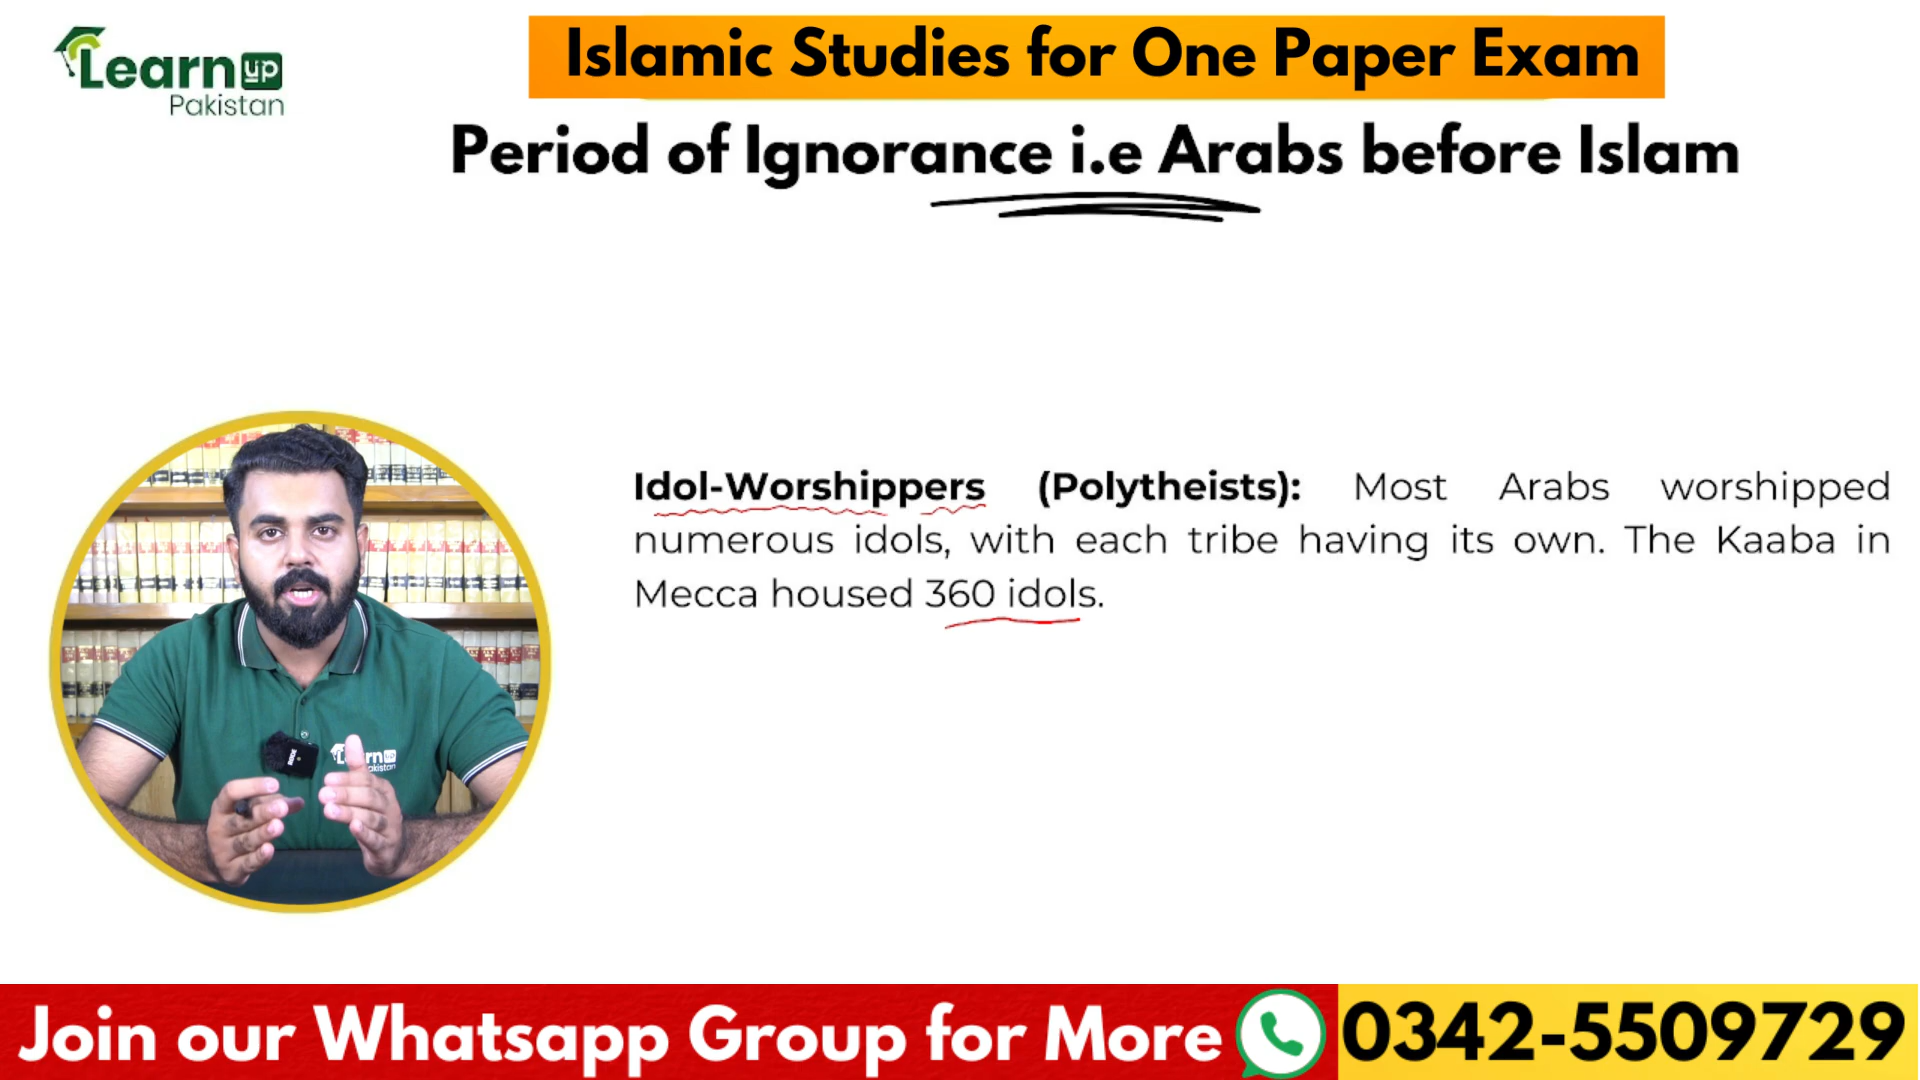 Learn up
Pakistan
Islamic Studies for One Paper Exam
Period of Ignorance i.e Arabs before Islam
Idol-Worshippers (Polytheists): Most Arabs worshipped
numerous idols, with each tribe having its own. The Kaaba in
Mecca housed 360 idols.
Join our Whatsapp Group for More
0342-5509729